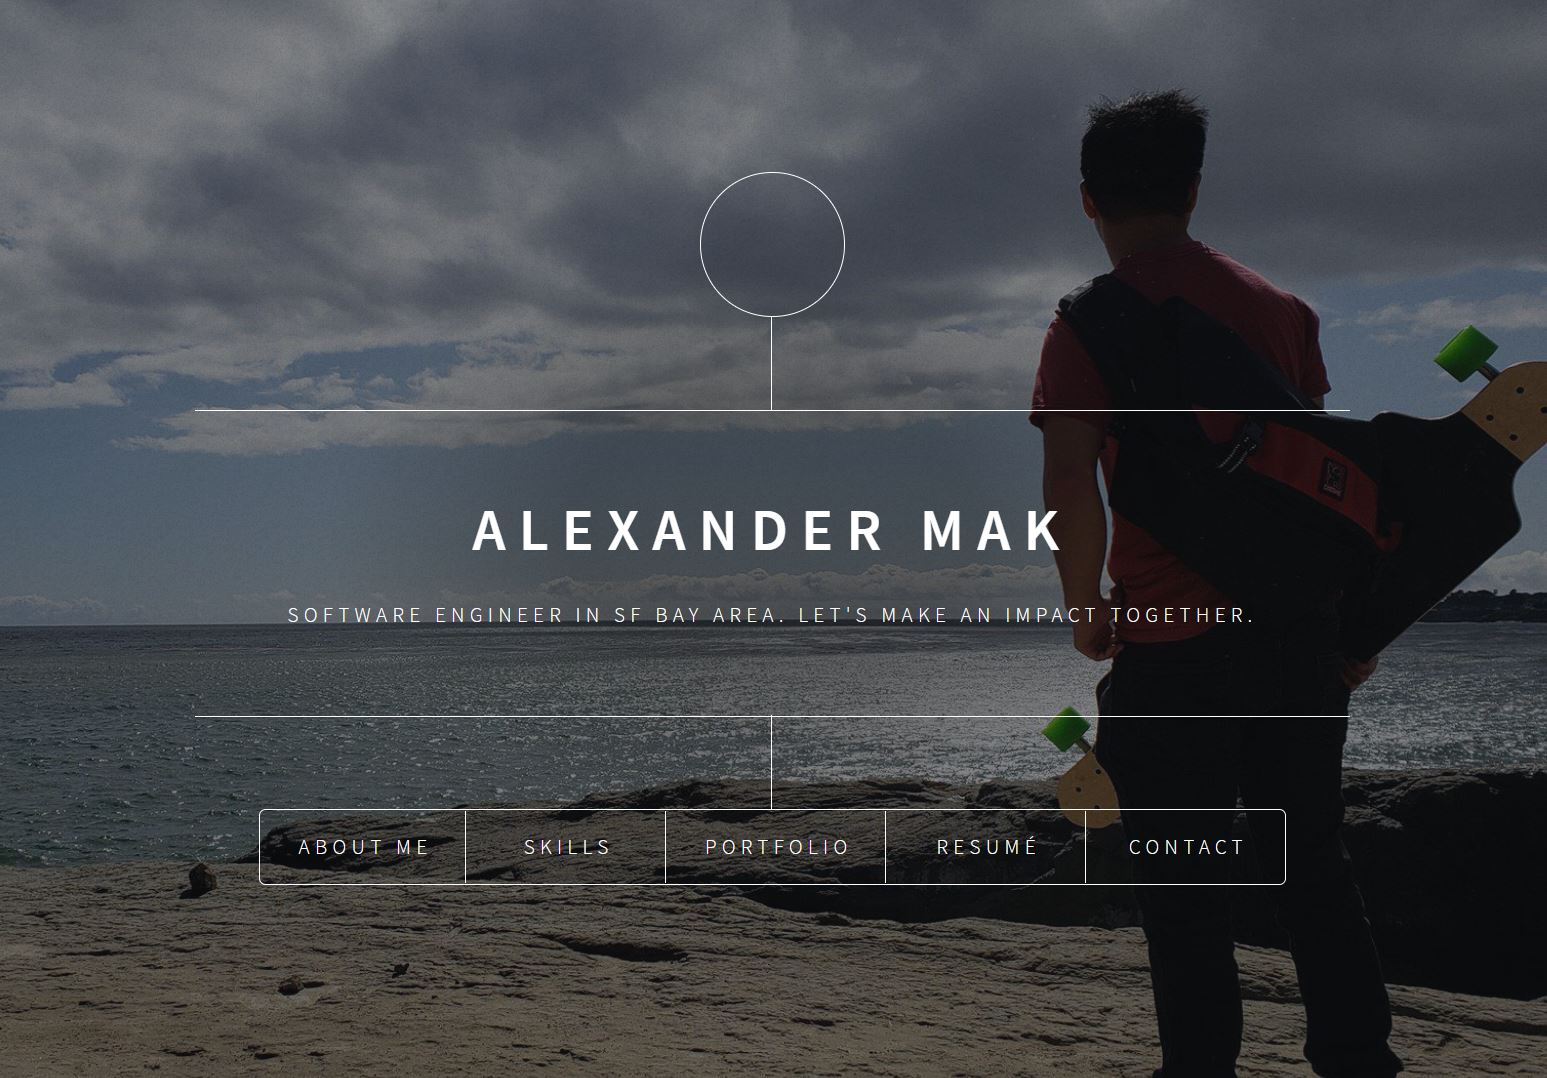 ALEXANDER MAK
SOFTWARE ENGINEER IN SF BAY AREA. LET'S MAKE AN IMPACT TOGETHER.
ABOUT ME SKILLS PORTFOLIO RESUMÉ CONTACT